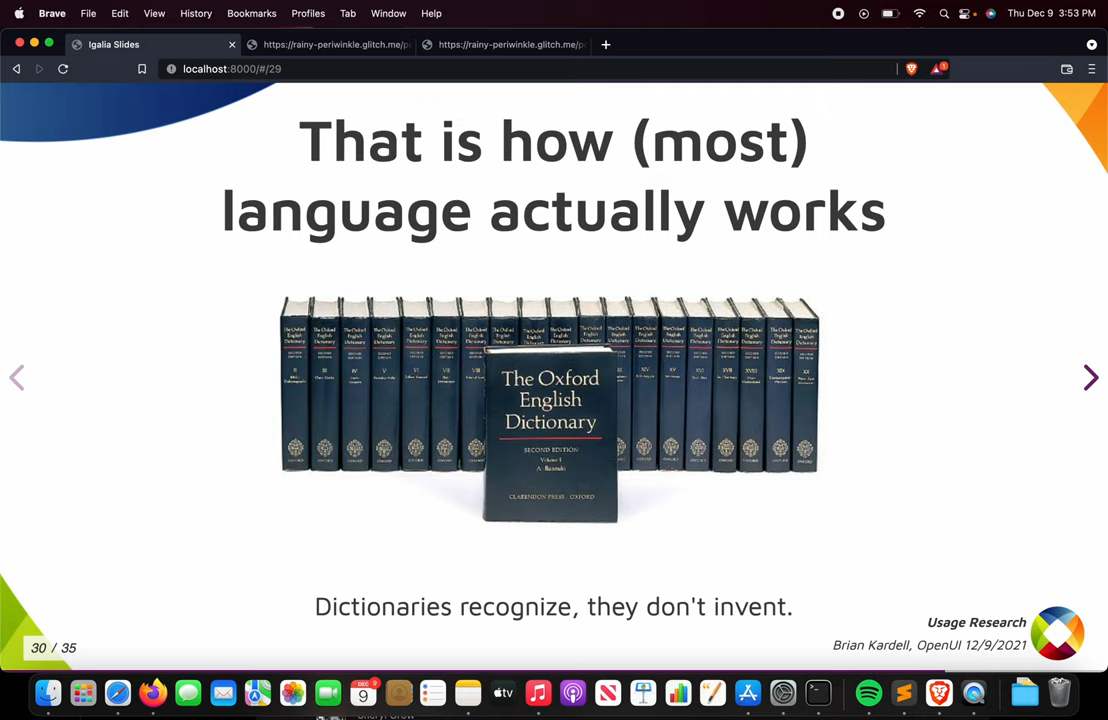 Brave File Edit View History Bookmarks Profiles Tab Window Help Thu Dec 9 3:53 PM
Igalia Slides https://rainy-periwinkle.glitch.me/p https://rainy-periwinkle.glitch.me/p
localhost:8000/#/29
That is how (most)
language actually works
The Oxford
English
Dictionary
SECOND EDITION
Volume I
A - Bazouki
CLARENDON PRESS · OXFORD
Dictionaries recognize, they don't invent.
Usage Research
Brian Kardell, OpenUI 12/9/2021
30 / 35